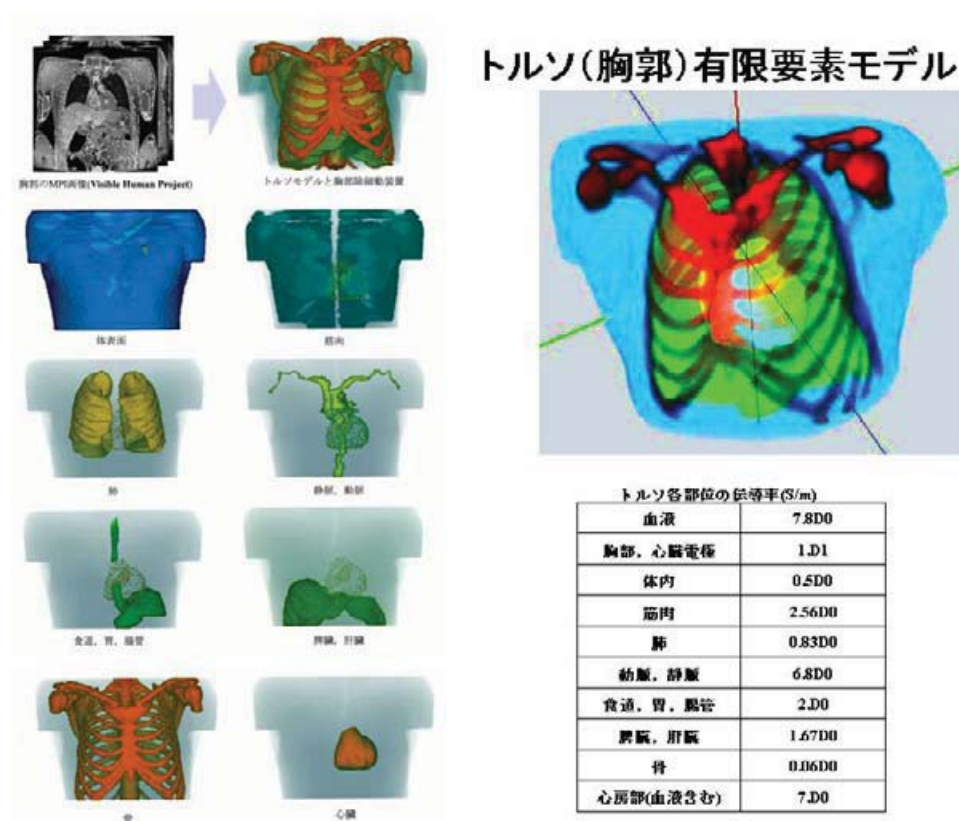 胸部のMPI画像(Visible Human Project)
トルソモデルと胸部除細動装置
体表面
筋肉
肺
静脈，動脈
食道，胃，腸管
脾臓，肝臓
骨
心臓
トルソ(胸郭)有限要素モデル
トルソ各部位の伝導率(S/m)
血液 7.8D0
胸部，心臓電極 1.D1
体内 0.5D0
筋肉 2.56D0
肺 0.83D0
動脈，静脈 6.8D0
食道，胃，腸管 2.D0
脾臓，肝臓 1.67D0
骨 0.06D0
心房部(血液含む) 7.D0